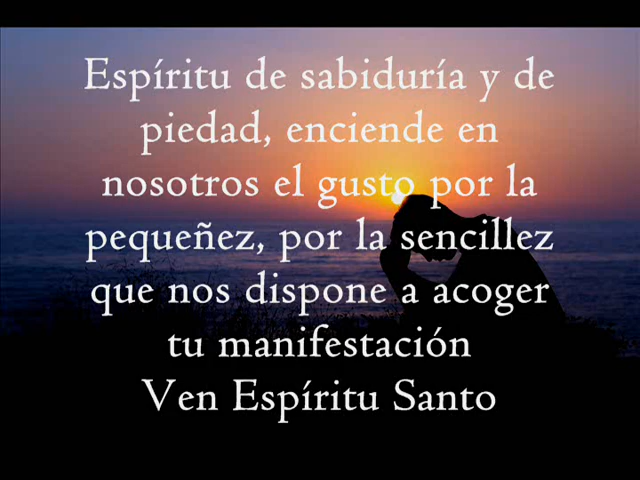 Espíritu de sabiduría y de
piedad, enciende en
nosotros el gusto por la
pequeñez, por la sencillez
que nos dispone a acoger
tu manifestación
Ven Espíritu Santo